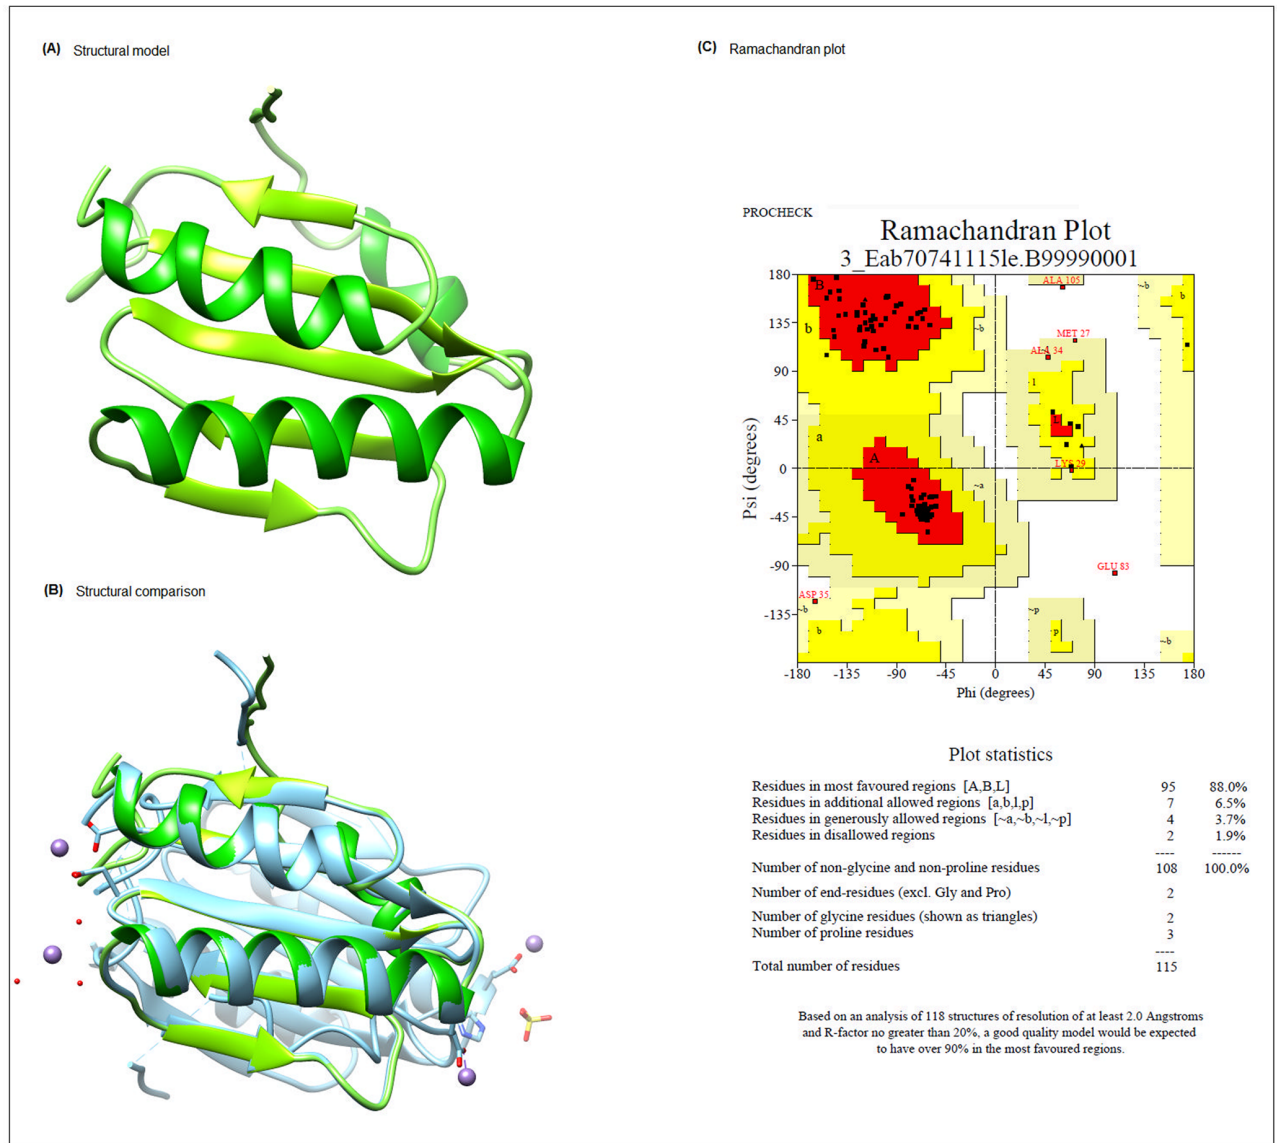 (A) Structural model
(B) Structural comparison
(C) Ramachandran plot
PROCHECK
Ramachandran Plot
3_Eab707411151e.B99990001
B
b
~b
a
A
~a
ALA 105
~b
b
MET 27
ALA 34
l
L
LYS 29
GLU 83
ASP 35
~b
b
~p
p
~b
180
135
90
45
0
-45
-90
-135
Psi (degrees)
-180 -135 -90 -45 0 45 90 135 180
Phi (degrees)
Plot statistics
Residues in most favoured regions [A,B,L] 95 88.0%
Residues in additional allowed regions [a,b,l,p] 7 6.5%
Residues in generously allowed regions [~a,~b,~l,~p] 4 3.7%
Residues in disallowed regions 2 1.9%
---- ------
Number of non-glycine and non-proline residues 108 100.0%
Number of end-residues (excl. Gly and Pro) 2
Number of glycine residues (shown as triangles) 2
Number of proline residues 3
----
Total number of residues 115
Based on an analysis of 118 structures of resolution of at least 2.0 Angstroms
and R-factor no greater than 20%, a good quality model would be expected
to have over 90% in the most favoured regions.